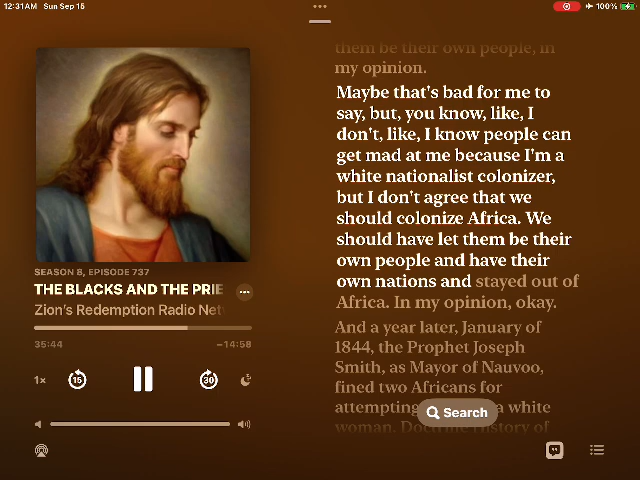 12:31AM Sun Sep 15
100%
them be their own people, in
my opinion.
Maybe that's bad for me to
say, but, you know, like, I
don't, like, I know people can
get mad at me because I'm a
white nationalist colonizer,
but I don't agree that we
should colonize Africa. We
should have let them be their
own people and have their
own nations and stayed out of
Africa. In my opinion, okay.
And a year later, January of
1844, the Prophet Joseph
Smith, as Mayor of Nauvoo,
fined two Africans for
attempting a white
woman. Doctrine History of
Search
SEASON 8, EPISODE 737
THE BLACKS AND THE PRIE
Zion's Redemption Radio Net
35:44
−14:58
1x
15
30